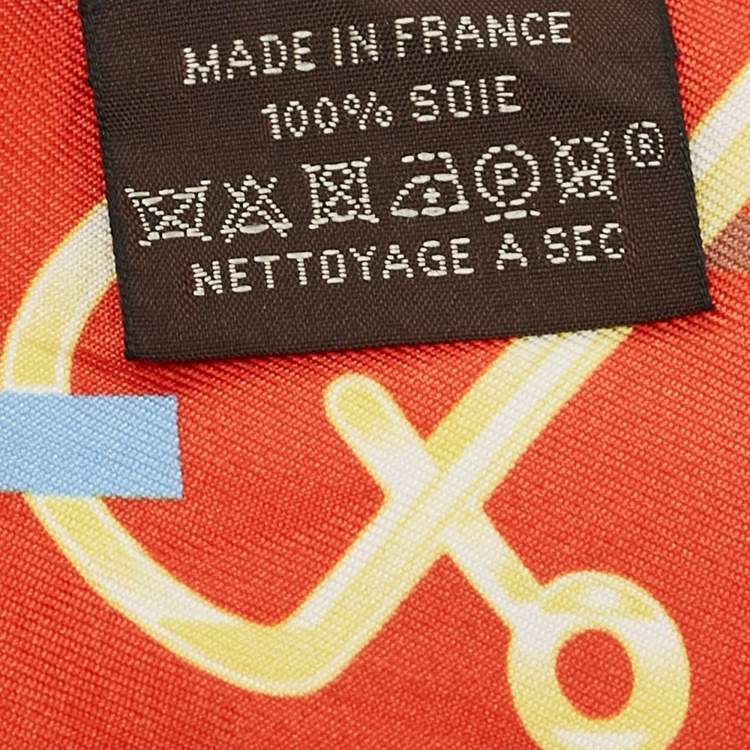 MADE IN FRANCE
100% SOIE
P W ®
NETTOYAGE A SEC